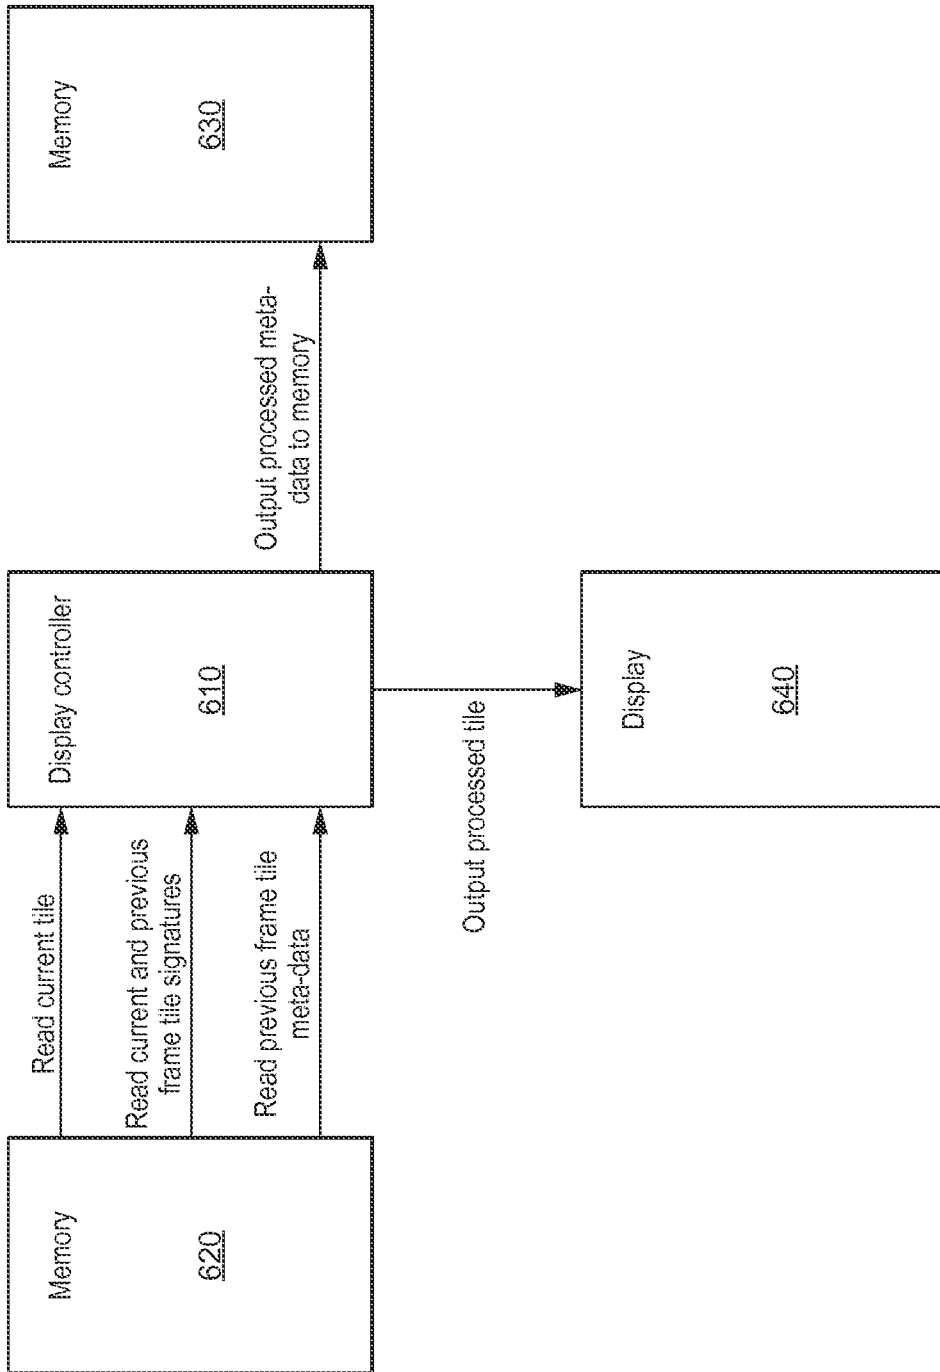 Memory
620
Read current tile
Read current and previous
frame tile signatures
Read previous frame tile
meta-data
Display controller
610
Output processed meta-
data to memory
Memory
630
Output processed tile
Display
640